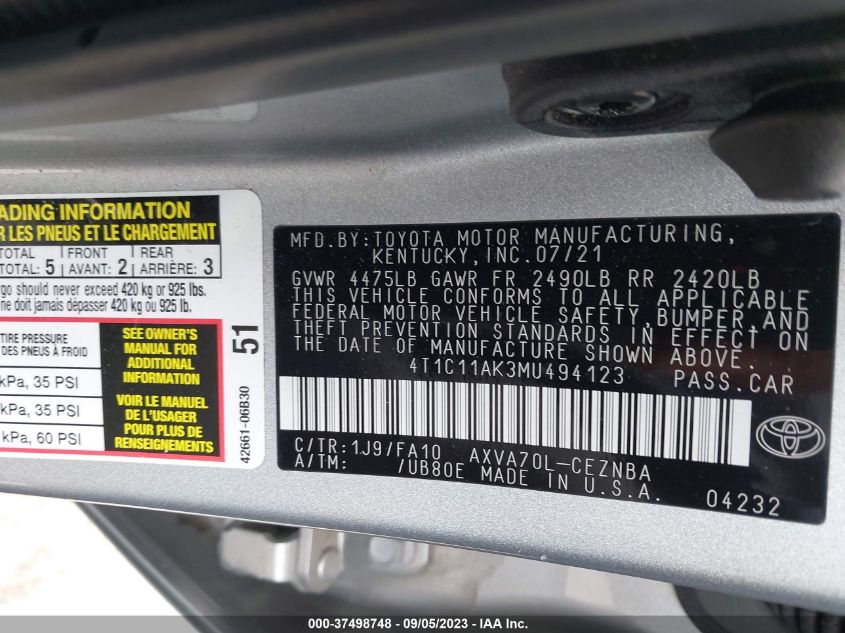 ADING INFORMATION
R LES PNEUS ET LE CHARGEMENT
TOTAL FRONT REAR
TOTAL: 5 AVANT: 2 ARRIÈRE: 3
rgo should never exceed 420 kg or 925 lbs.
ne doit jamais dépasser 420 kg ou 925 lb.
TIRE PRESSURE
DES PNEUS À FROID
kPa, 35 PSI
kPa, 35 PSI
kPa, 60 PSI
SEE OWNER'S
MANUAL FOR
ADDITIONAL
INFORMATION
VOIR LE MANUEL
DE L'USAGER
POUR PLUS DE
RENSEIGNEMENTS
51
42661-06B30
MFD.BY:TOYOTA MOTOR MANUFACTURING,
KENTUCKY, INC.07/21
GVWR 4475LB GAWR FR 2490LB RR 2420LB
THIS VEHICLE CONFORMS TO ALL APPLICABLE
FEDERAL MOTOR VEHICLE SAFETY, BUMPER, AND
THEFT PREVENTION STANDARDS IN EFFECT ON
THE DATE OF MANUFACTURE SHOWN ABOVE.
4T1C11AK3MU494123 PASS.CAR
C/TR:1J9/FA10 AXVA70L-CEZNBA
A/TM: /UB80E MADE IN U.S.A.
04232
000-37498748 - 09/05/2023 - IAAI.COM